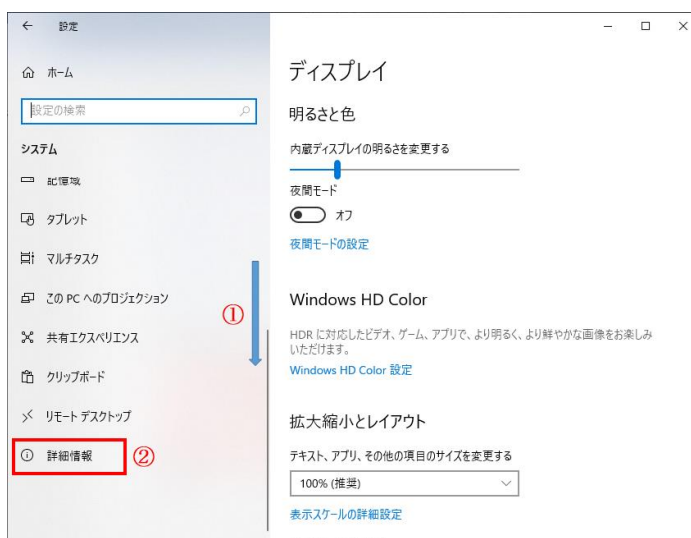 設定
ホーム
設定の検索
システム
記憶域
タブレット
マルチタスク
この PC へのプロジェクション
①
共有エクスペリエンス
クリップボード
リモート デスクトップ
詳細情報
②
ディスプレイ
明るさと色
内蔵ディスプレイの明るさを変更する
夜間モード
オフ
夜間モードの設定
Windows HD Color
HDR に対応したビデオ、ゲーム、アプリで、より明るく、より鮮やかな画像をお楽しみ
いただけます。
Windows HD Color 設定
拡大縮小とレイアウト
テキスト、アプリ、その他の項目のサイズを変更する
100% (推奨)
表示スケールの詳細設定